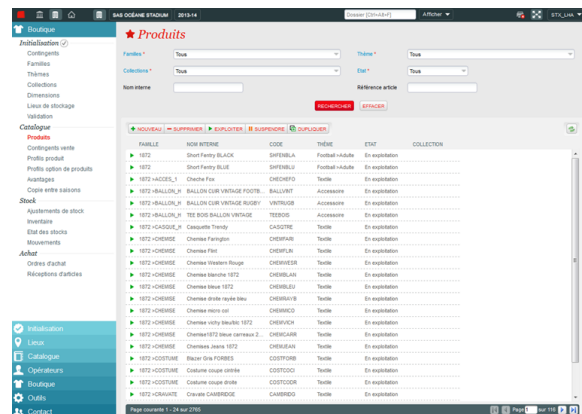 SAS OCÉANE STADIUM 2013-14 Dossier [Ctrl+Alt+F] Afficher STX_LHA
Boutique
Initialisation
Contingents
Familles
Thèmes
Collections
Dimensions
Lieux de stockage
Validation
Catalogue
Produits
Contingents vente
Profils produit
Profils option de produits
Avantages
Copie entre saisons
Stock
Ajustements de stock
Inventaire
Etat des stocks
Mouvements
Achat
Ordres d'achat
Réceptions d'articles
Initialisation
Lieux
Catalogue
Opérateurs
Boutique
Outils
Contact
Produits
Familles * Tous Thème * Tous
Collections * Tous Etat * Tous
Nom interne Référence article
RECHERCHER EFFACER
NOUVEAU SUPPRIMER EXPLOITER SUSPENDRE DUPLIQUER
FAMILLE NOM INTERNE CODE THÈME ETAT COLLECTION
1872 Short Fentry BLACK SHFENBLA Football >Adulte En exploitation
1872 Short Fentry BLUE SHFENBLU Football >Adulte En exploitation
1872 >ACCES_1 Cheche Fox CHECHEFO Textile En exploitation
1872 >BALLON_H BALLON CUIR VINTAGE FOOTB... BALLVINT Accessoire En exploitation
1872 >BALLON_H BALLON CUIR VINTAGE RUGBY VINTRUGB Accessoire En exploitation
1872 >BALLON_H TEE BOIS BALLON VINTAGE TEEBOIS Accessoire En exploitation
1872 >CASQUE_H Casquette Trendy CASQTRE Textile En exploitation
1872 >CHEMISE Chemise Farington CHEMFARI Textile En exploitation
1872 >CHEMISE Chemise Flint CHEMFLIN Textile En exploitation
1872 >CHEMISE Chemise Western Rouge CHEMWESR Textile En exploitation
1872 >CHEMISE Chemise blanche 1872 CHEMBLAN Textile En exploitation
1872 >CHEMISE Chemise bleue 1872 CHEMBLEU Textile En exploitation
1872 >CHEMISE Chemise droite rayée bleu CHEMRAYB Textile En exploitation
1872 >CHEMISE Chemise micro col CHEMMICO Textile En exploitation
1872 >CHEMISE Chemise vichy bleu/blc 1872 CHEMVICH Textile En exploitation
1872 >CHEMISE Chemise1872 bleue carreaux 2... CHEMCARR Textile En exploitation
1872 >CHEMISE Chemises Jeans 1872 CHEMJEAN Textile En exploitation
1872 >COSTUME Blazer Gris FORBES COSTFORB Textile En exploitation
1872 >COSTUME Costume coupe cintrée COSTCOCI Textile En exploitation
1872 >COSTUME Costume coupe droite COSTCODR Textile En exploitation
1872 >CRAVATE Cravate CAMBRIDGE CAMBRIDG Textile En exploitation
Page courante 1 - 24 sur 2765 Page 1 sur 116